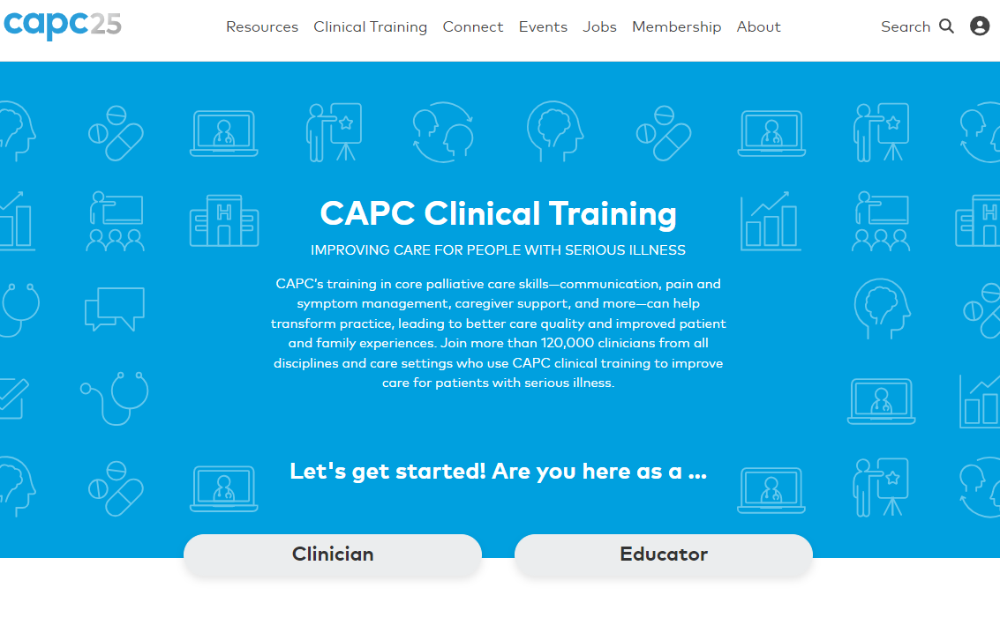 capc25
Resources Clinical Training Connect Events Jobs Membership About Search
CAPC Clinical Training
IMPROVING CARE FOR PEOPLE WITH SERIOUS ILLNESS
CAPC’s training in core palliative care skills—communication, pain and
symptom management, caregiver support, and more—can help
transform practice, leading to better care quality and improved patient
and family experiences. Join more than 120,000 clinicians from all
disciplines and care settings who use CAPC clinical training to improve
care for patients with serious illness.
Let's get started! Are you here as a ...
Clinician Educator